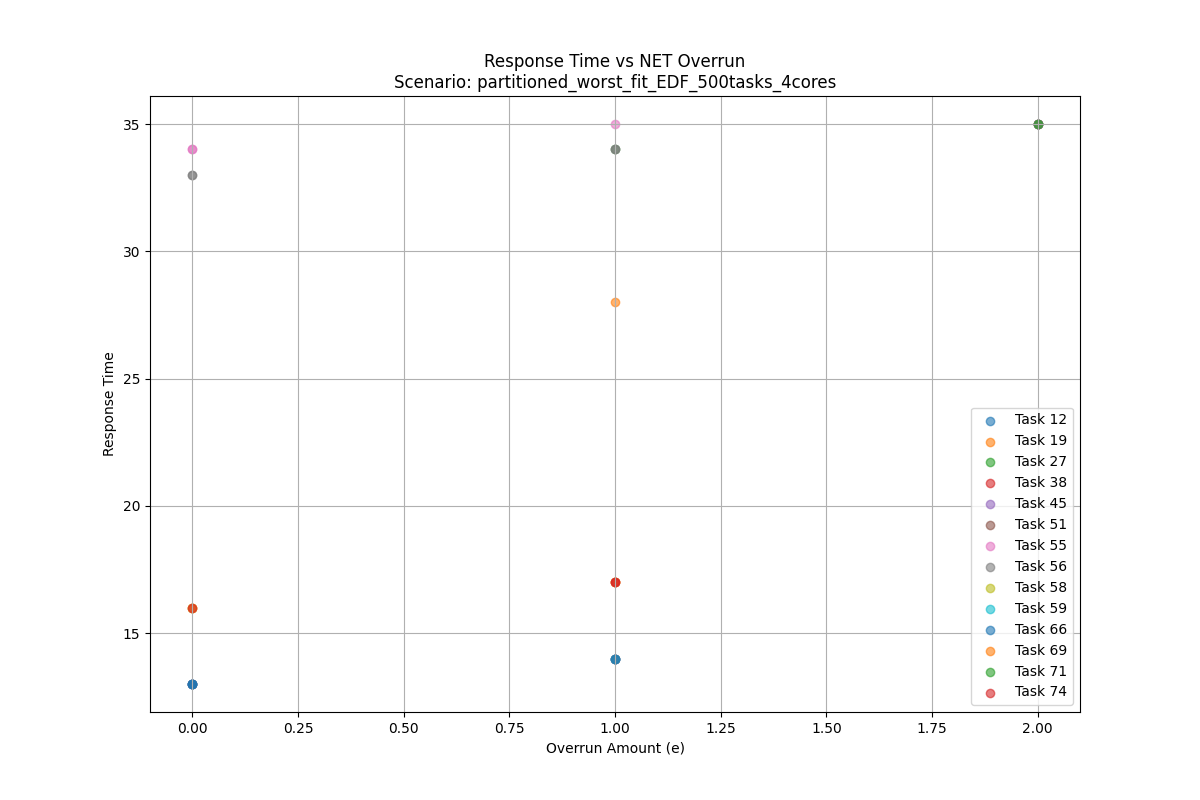 Response Time vs NET Overrun
Scenario: partitioned_worst_fit_EDF_500tasks_4cores
35
30
25
20
15
Response Time
Task 12
Task 19
Task 27
Task 38
Task 45
Task 51
Task 55
Task 56
Task 58
Task 59
Task 66
Task 69
Task 71
Task 74
0.00 0.25 0.50 0.75 1.00 1.25 1.50 1.75 2.00
Overrun Amount (e)